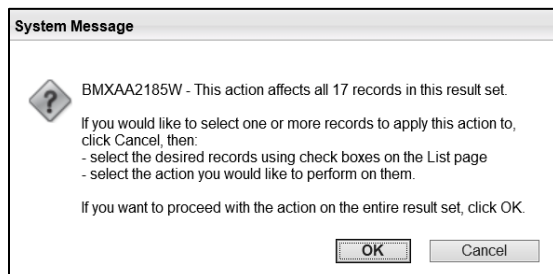 System Message
BMXAA2185W - This action affects all 17 records in this result set.
If you would like to select one or more records to apply this action to,
click Cancel, then:
- select the desired records using check boxes on the List page
- select the action you would like to perform on them.
If you want to proceed with the action on the entire result set, click OK.
OK
Cancel